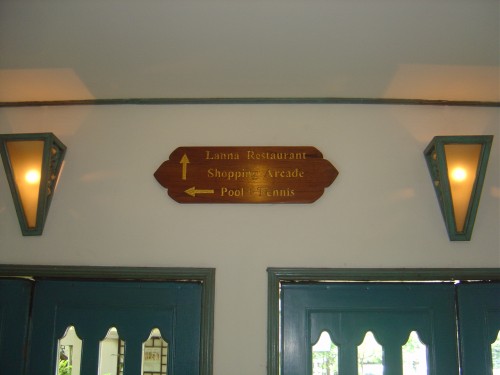 Lanna Restaurant
Shopping Arcade
Pool Tennis